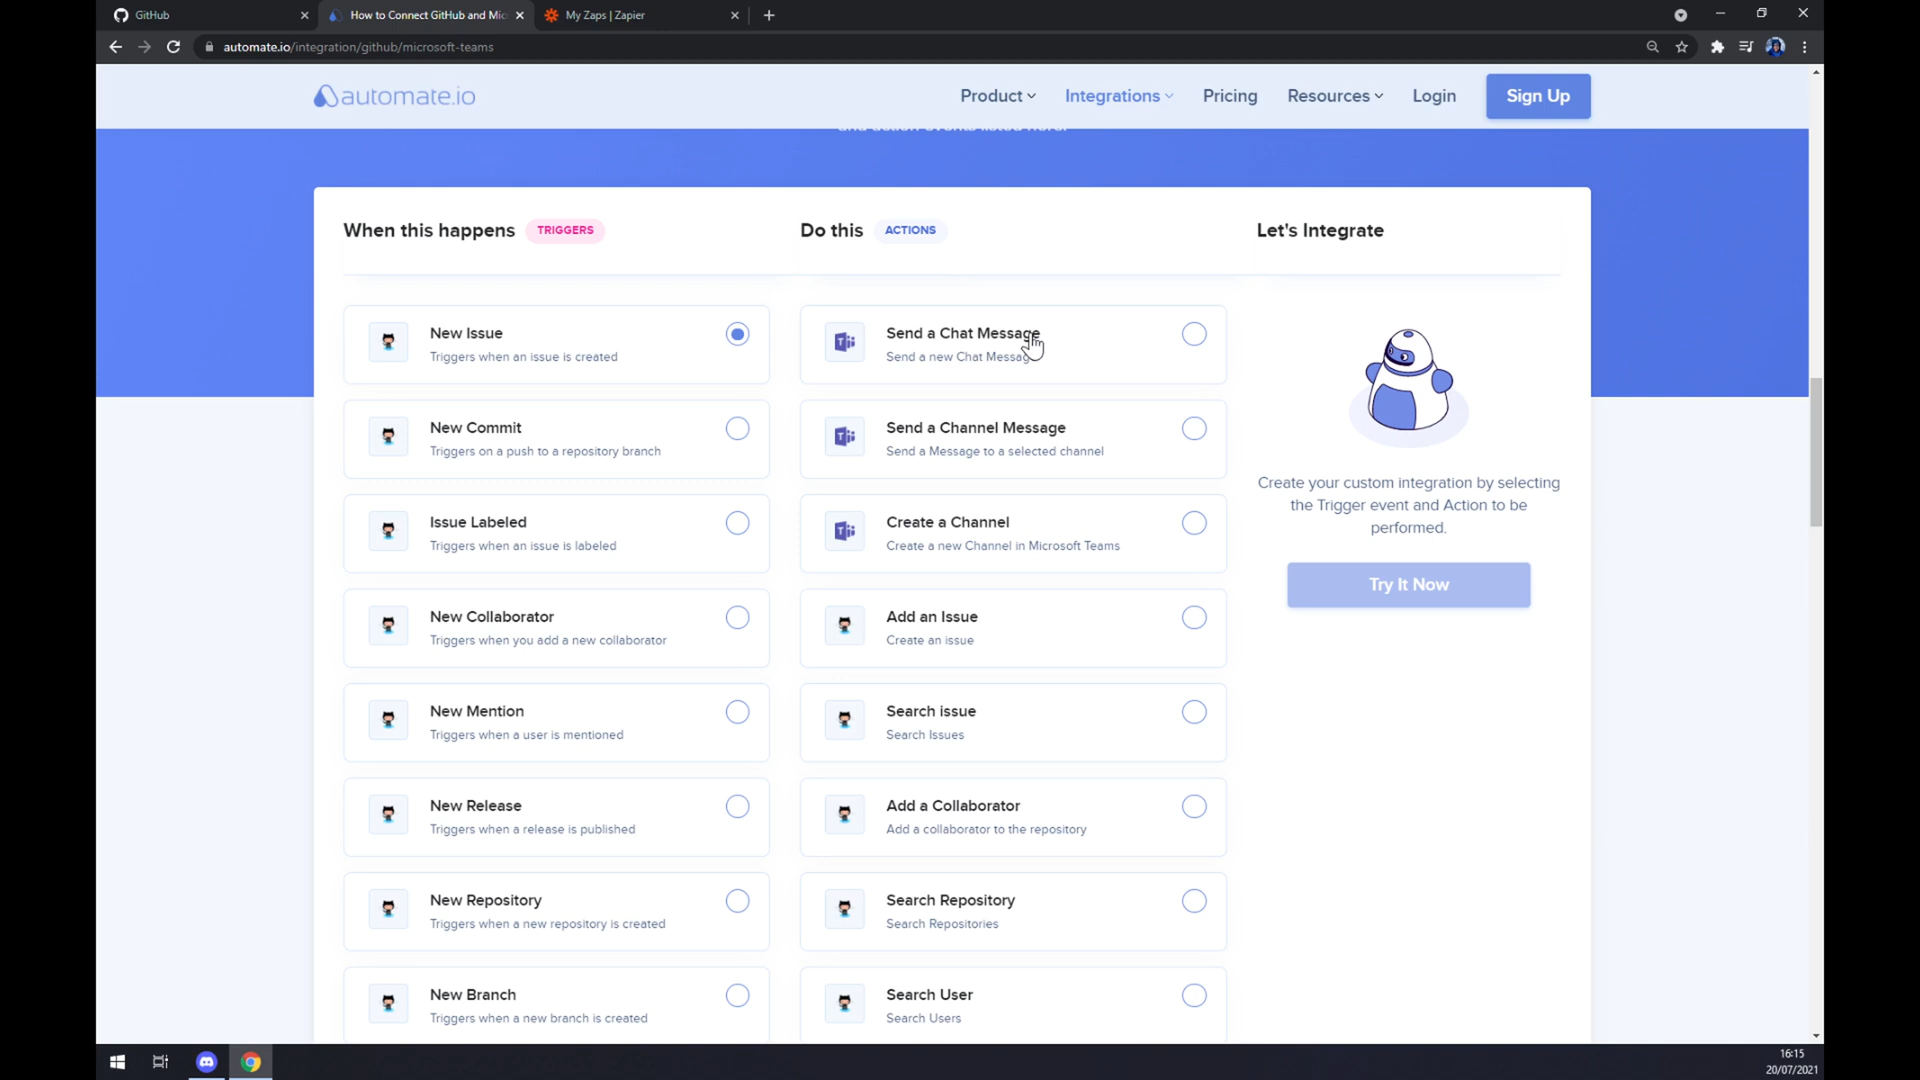 GitHub
How to Connect GitHub and Mic
My Zaps | Zapier
automate.io/integration/github/microsoft-teams
automate.io
Product
Integrations
Pricing
Resources
Login
Sign Up
and action events listed here.
When this happens
TRIGGERS
Do this
ACTIONS
Let's Integrate
New Issue
Triggers when an issue is created
Send a Chat Message
Send a new Chat Messag
New Commit
Triggers on a push to a repository branch
Send a Channel Message
Send a Message to a selected channel
Issue Labeled
Triggers when an issue is labeled
Create a Channel
Create a new Channel in Microsoft Teams
Create your custom integration by selecting
the Trigger event and Action to be
performed.
Try It Now
New Collaborator
Triggers when you add a new collaborator
Add an Issue
Create an issue
New Mention
Triggers when a user is mentioned
Search issue
Search Issues
New Release
Triggers when a release is published
Add a Collaborator
Add a collaborator to the repository
New Repository
Triggers when a new repository is created
Search Repository
Search Repositories
New Branch
Triggers when a new branch is created
Search User
Search Users
16:15
20/07/2021